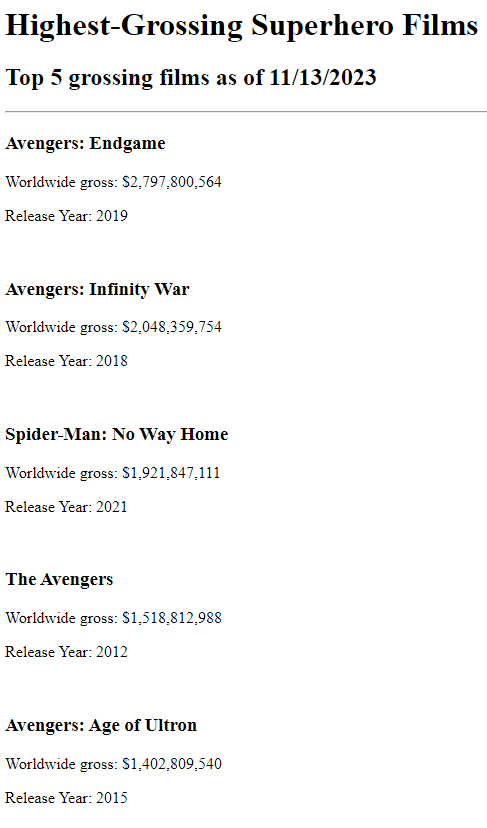 Highest-Grossing Superhero Films
Top 5 grossing films as of 11/13/2023
Avengers: Endgame
Worldwide gross: $2,797,800,564
Release Year: 2019
Avengers: Infinity War
Worldwide gross: $2,048,359,754
Release Year: 2018
Spider-Man: No Way Home
Worldwide gross: $1,921,847,111
Release Year: 2021
The Avengers
Worldwide gross: $1,518,812,988
Release Year: 2012
Avengers: Age of Ultron
Worldwide gross: $1,402,809,540
Release Year: 2015